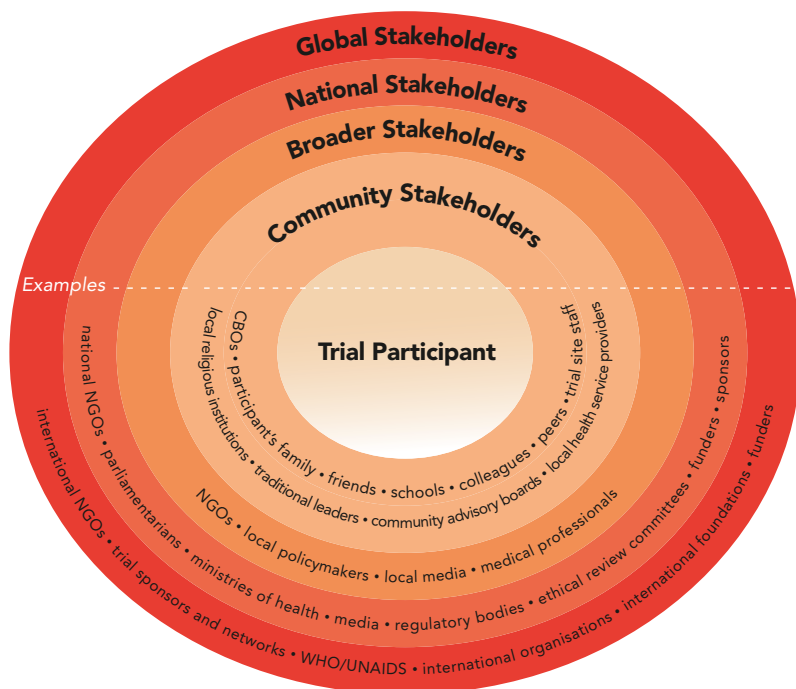 Global Stakeholders
National Stakeholders
Broader Stakeholders
Community Stakeholders
Examples
Trial Participant
CBOs • participant's family • friends • schools • colleagues • peers • trial site staff
local religious institutions • traditional leaders • community advisory boards • local health service providers
NGOs • local policymakers • local media • medical professionals
national NGOs • parliamentarians • ministries of health • media • regulatory bodies • ethical review committees • funders • sponsors
international NGOs • trial sponsors and networks • WHO/UNAIDS • international organisations • international foundations • funders